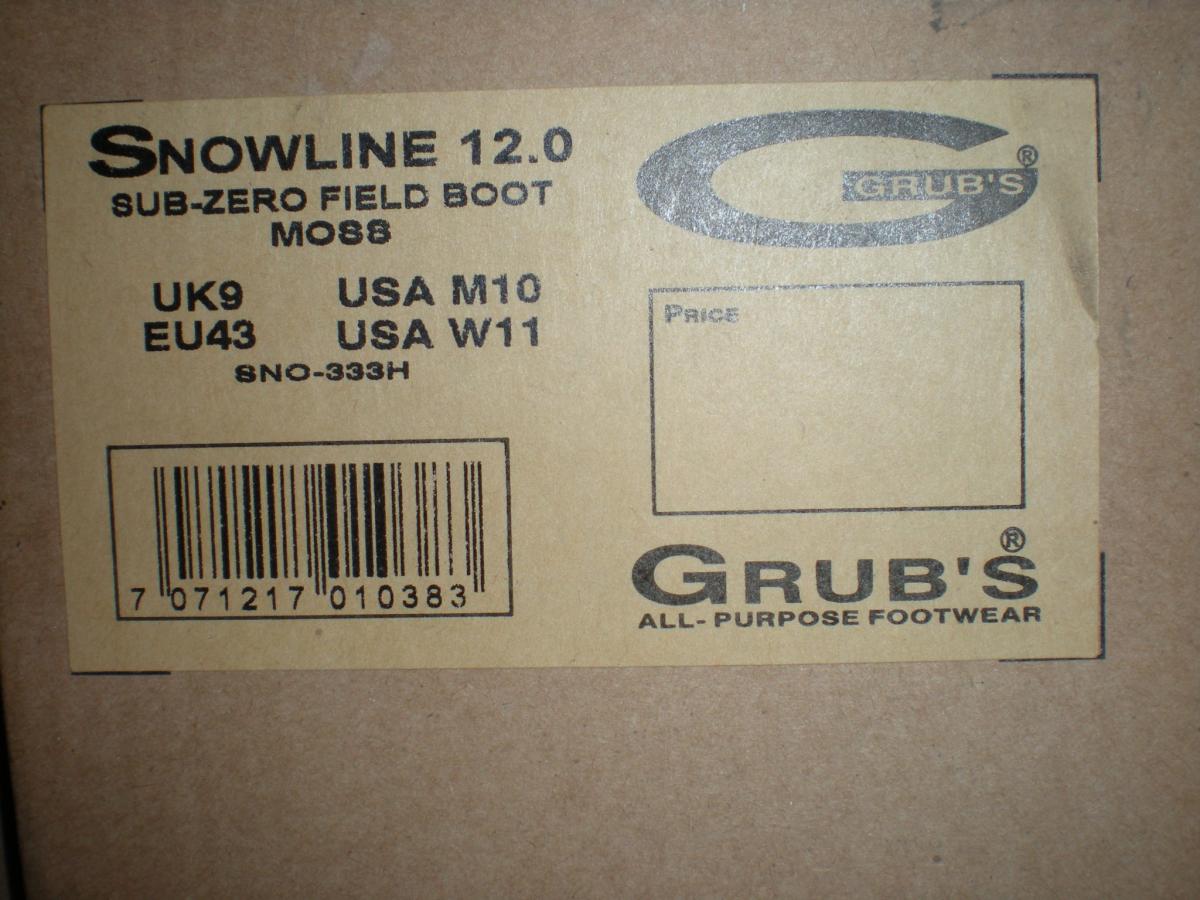 SNOWLINE 12.0
SUB-ZERO FIELD BOOT
MOSS
UK9 USA M10
EU43 USA W11
SNO-333H
7 071217 010383
GRUB'S®
PRICE
GRUB'S®
ALL- PURPOSE FOOTWEAR